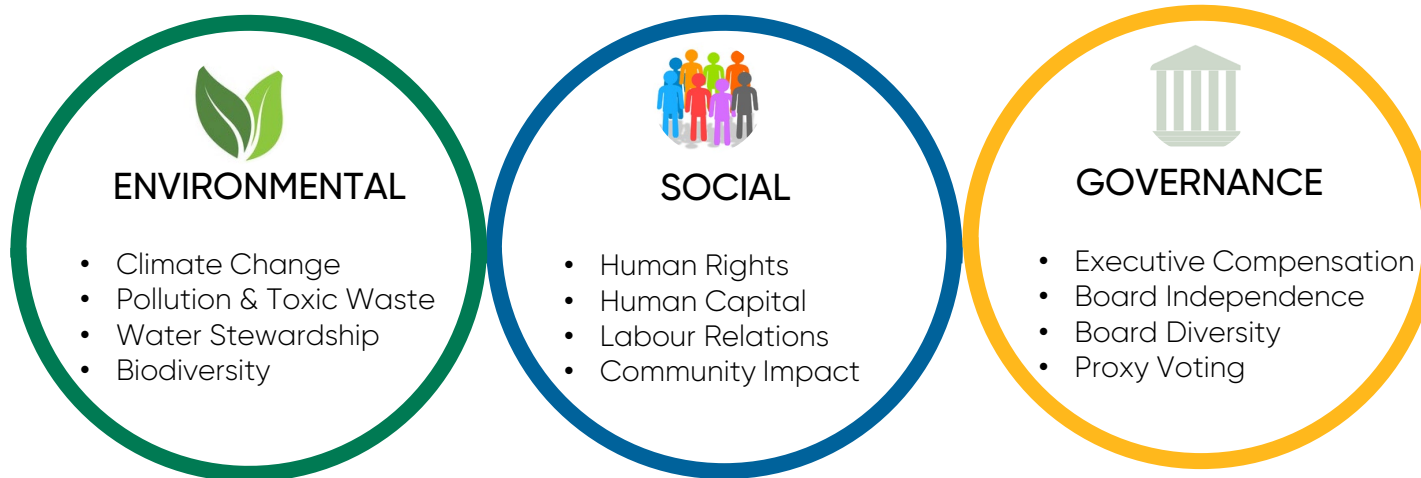 ENVIRONMENTAL
• Climate Change
• Pollution & Toxic Waste
• Water Stewardship
• Biodiversity
SOCIAL
• Human Rights
• Human Capital
• Labour Relations
• Community Impact
GOVERNANCE
• Executive Compensation
• Board Independence
• Board Diversity
• Proxy Voting